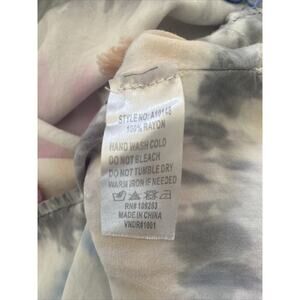 STYLE NO: A10148
100% RAYON
HAND WASH COLD
DO NOT BLEACH
DO NOT TUMBLE DRY
WARM IRON IF NEEDED
RN# 109263
MADE IN CHINA
VNDR81001